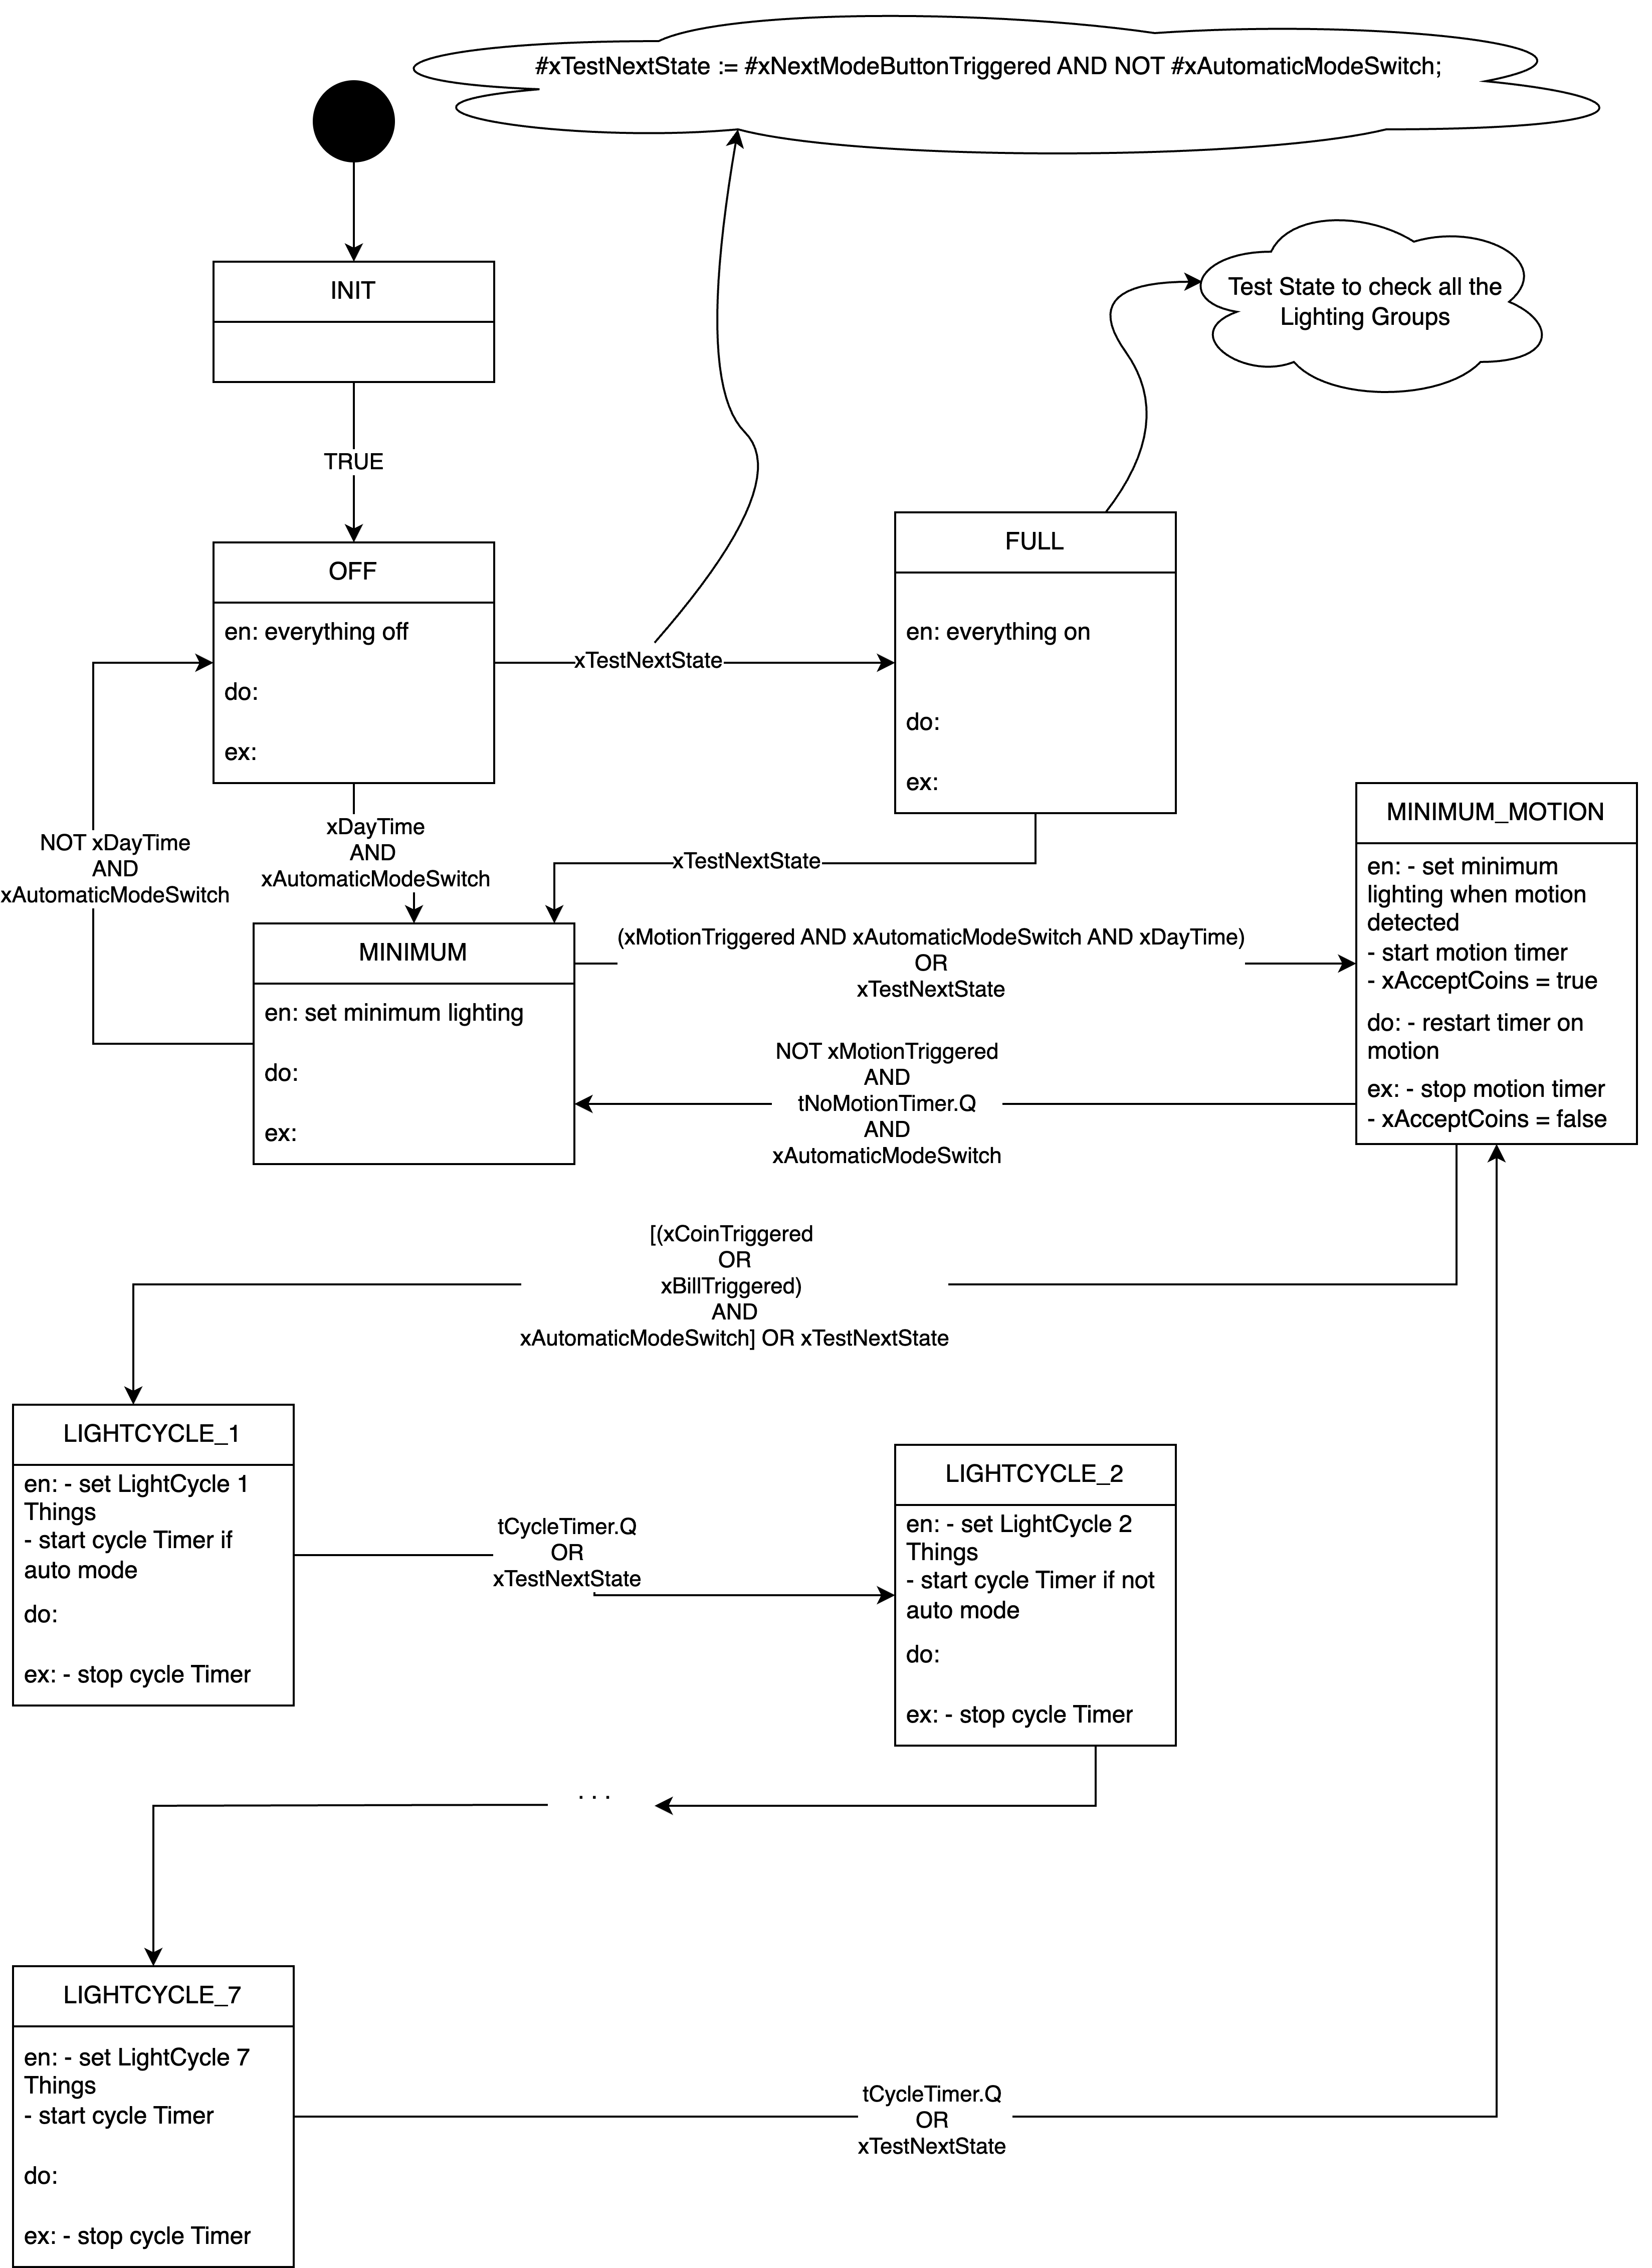 #xTestNextState := #xNextModeButtonTriggered AND NOT #xAutomaticModeSwitch;
Test State to check all the
Lighting Groups
INIT
TRUE
OFF
en: everything off
do:
ex:
xTestNextState
FULL
en: everything on
do:
ex:
NOT xDayTime
AND
xAutomaticModeSwitch
xDayTime
AND
xAutomaticModeSwitch
xTestNextState
MINIMUM
en: set minimum lighting
do:
ex:
(xMotionTriggered AND xAutomaticModeSwitch AND xDayTime)
OR
xTestNextState
NOT xMotionTriggered
AND
tNoMotionTimer.Q
AND
xAutomaticModeSwitch
MINIMUM_MOTION
en: - set minimum
lighting when motion
detected
- start motion timer
- xAcceptCoins = true
do: - restart timer on
motion
ex: - stop motion timer
- xAcceptCoins = false
[(xCoinTriggered
OR
xBillTriggered)
AND
xAutomaticModeSwitch] OR xTestNextState
LIGHTCYCLE_1
en: - set LightCycle 1
Things
- start cycle Timer if
auto mode
do:
ex: - stop cycle Timer
tCycleTimer.Q
OR
xTestNextState
LIGHTCYCLE_2
en: - set LightCycle 2
Things
- start cycle Timer if not
auto mode
do:
ex: - stop cycle Timer
. . .
LIGHTCYCLE_7
en: - set LightCycle 7
Things
- start cycle Timer
do:
ex: - stop cycle Timer
tCycleTimer.Q
OR
xTestNextState